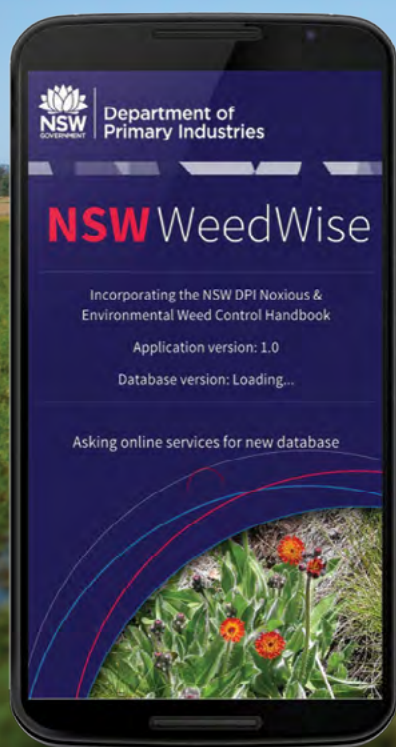 NSW
GOVERNMENT
Department of
Primary Industries
NSW WeedWise
Incorporating the NSW DPI Noxious &
Environmental Weed Control Handbook
Application version: 1.0
Database version: Loading...
Asking online services for new database